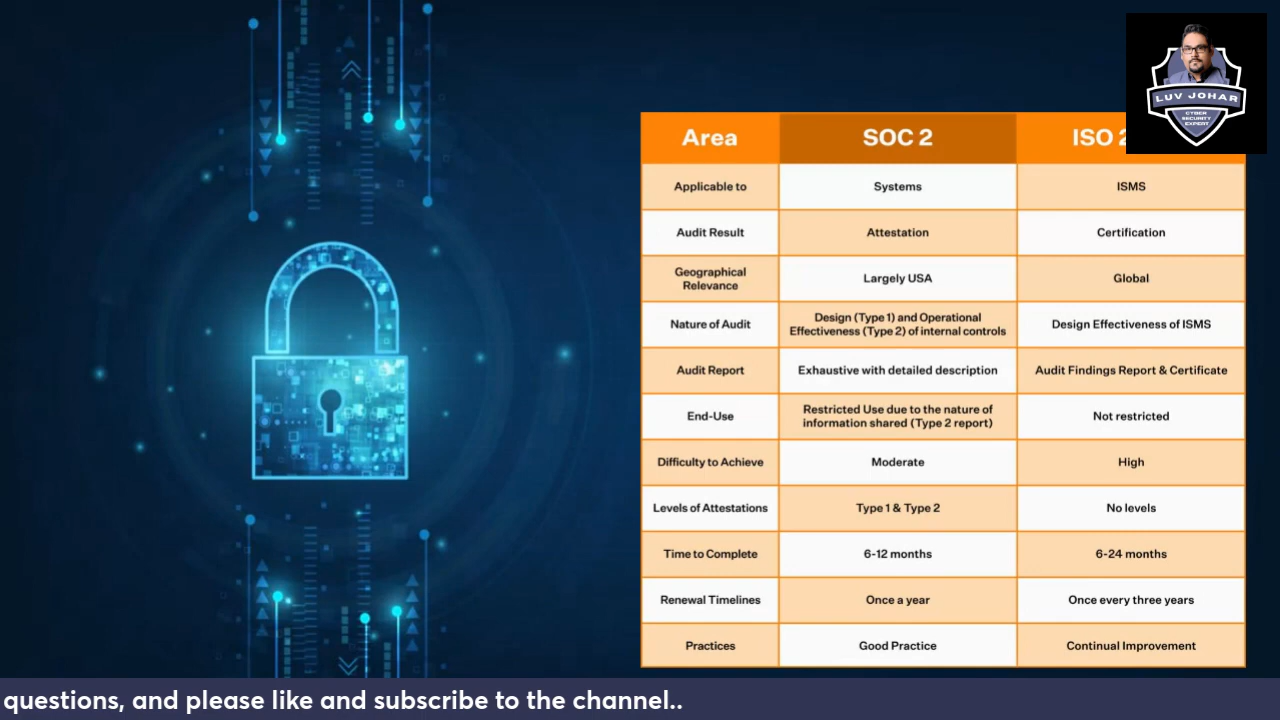 LUV JOHAR
CYBER
SECURITY
EXPERT
Area SOC 2 ISO 2
Applicable to Systems ISMS
Audit Result Attestation Certification
Geographical
Relevance Largely USA Global
Nature of Audit Design (Type 1) and Operational
Effectiveness (Type 2) of internal controls Design Effectiveness of ISMS
Audit Report Exhaustive with detailed description Audit Findings Report & Certificate
End-Use Restricted Use due to the nature of
information shared (Type 2 report) Not restricted
Difficulty to Achieve Moderate High
Levels of Attestations Type 1 & Type 2 No levels
Time to Complete 6-12 months 6-24 months
Renewal Timelines Once a year Once every three years
Practices Good Practice Continual Improvement
questions, and please like and subscribe to the channel..